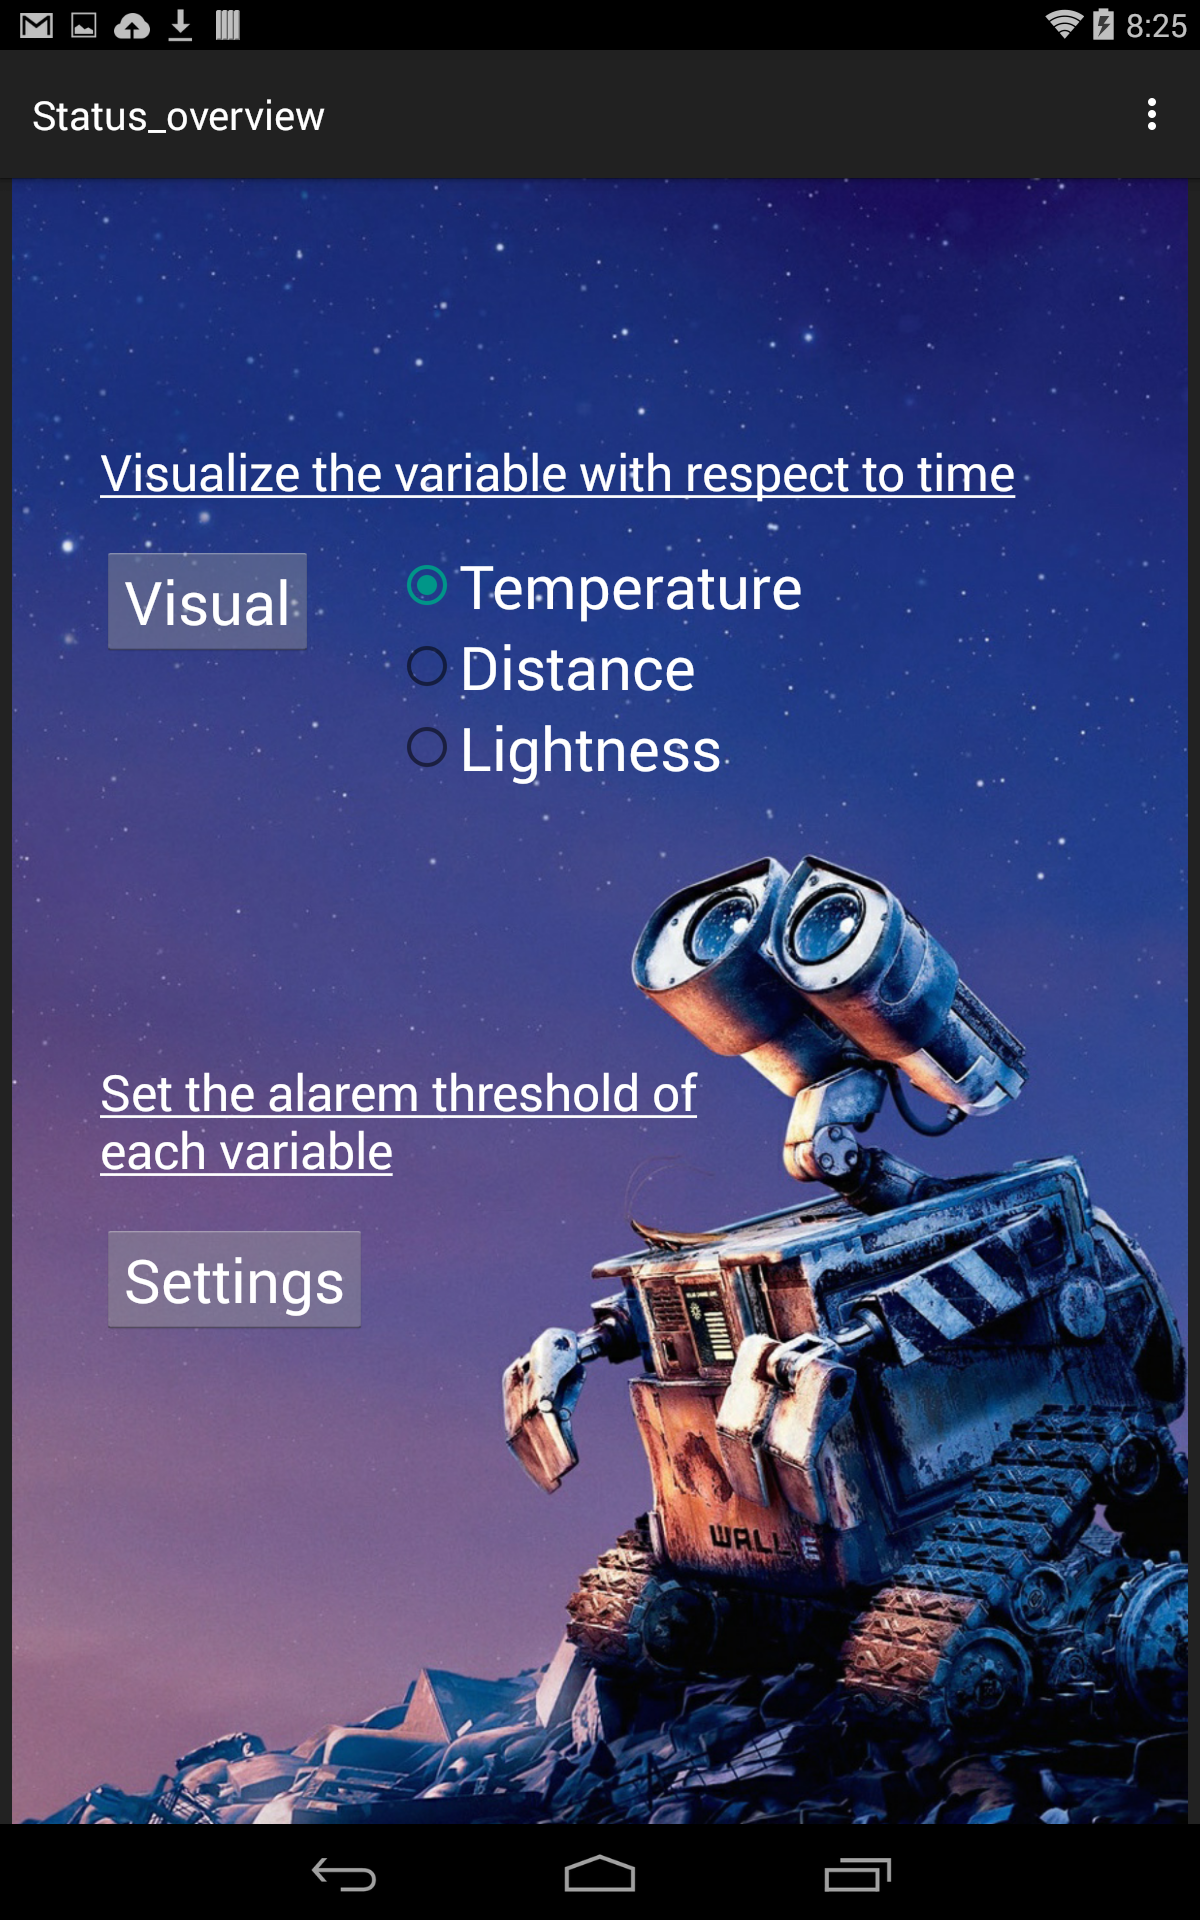 8:25
Status_overview
Visualize the variable with respect to time
Visual
Temperature
Distance
Lightness
Set the alarem threshold of
each variable
Settings
WALL E